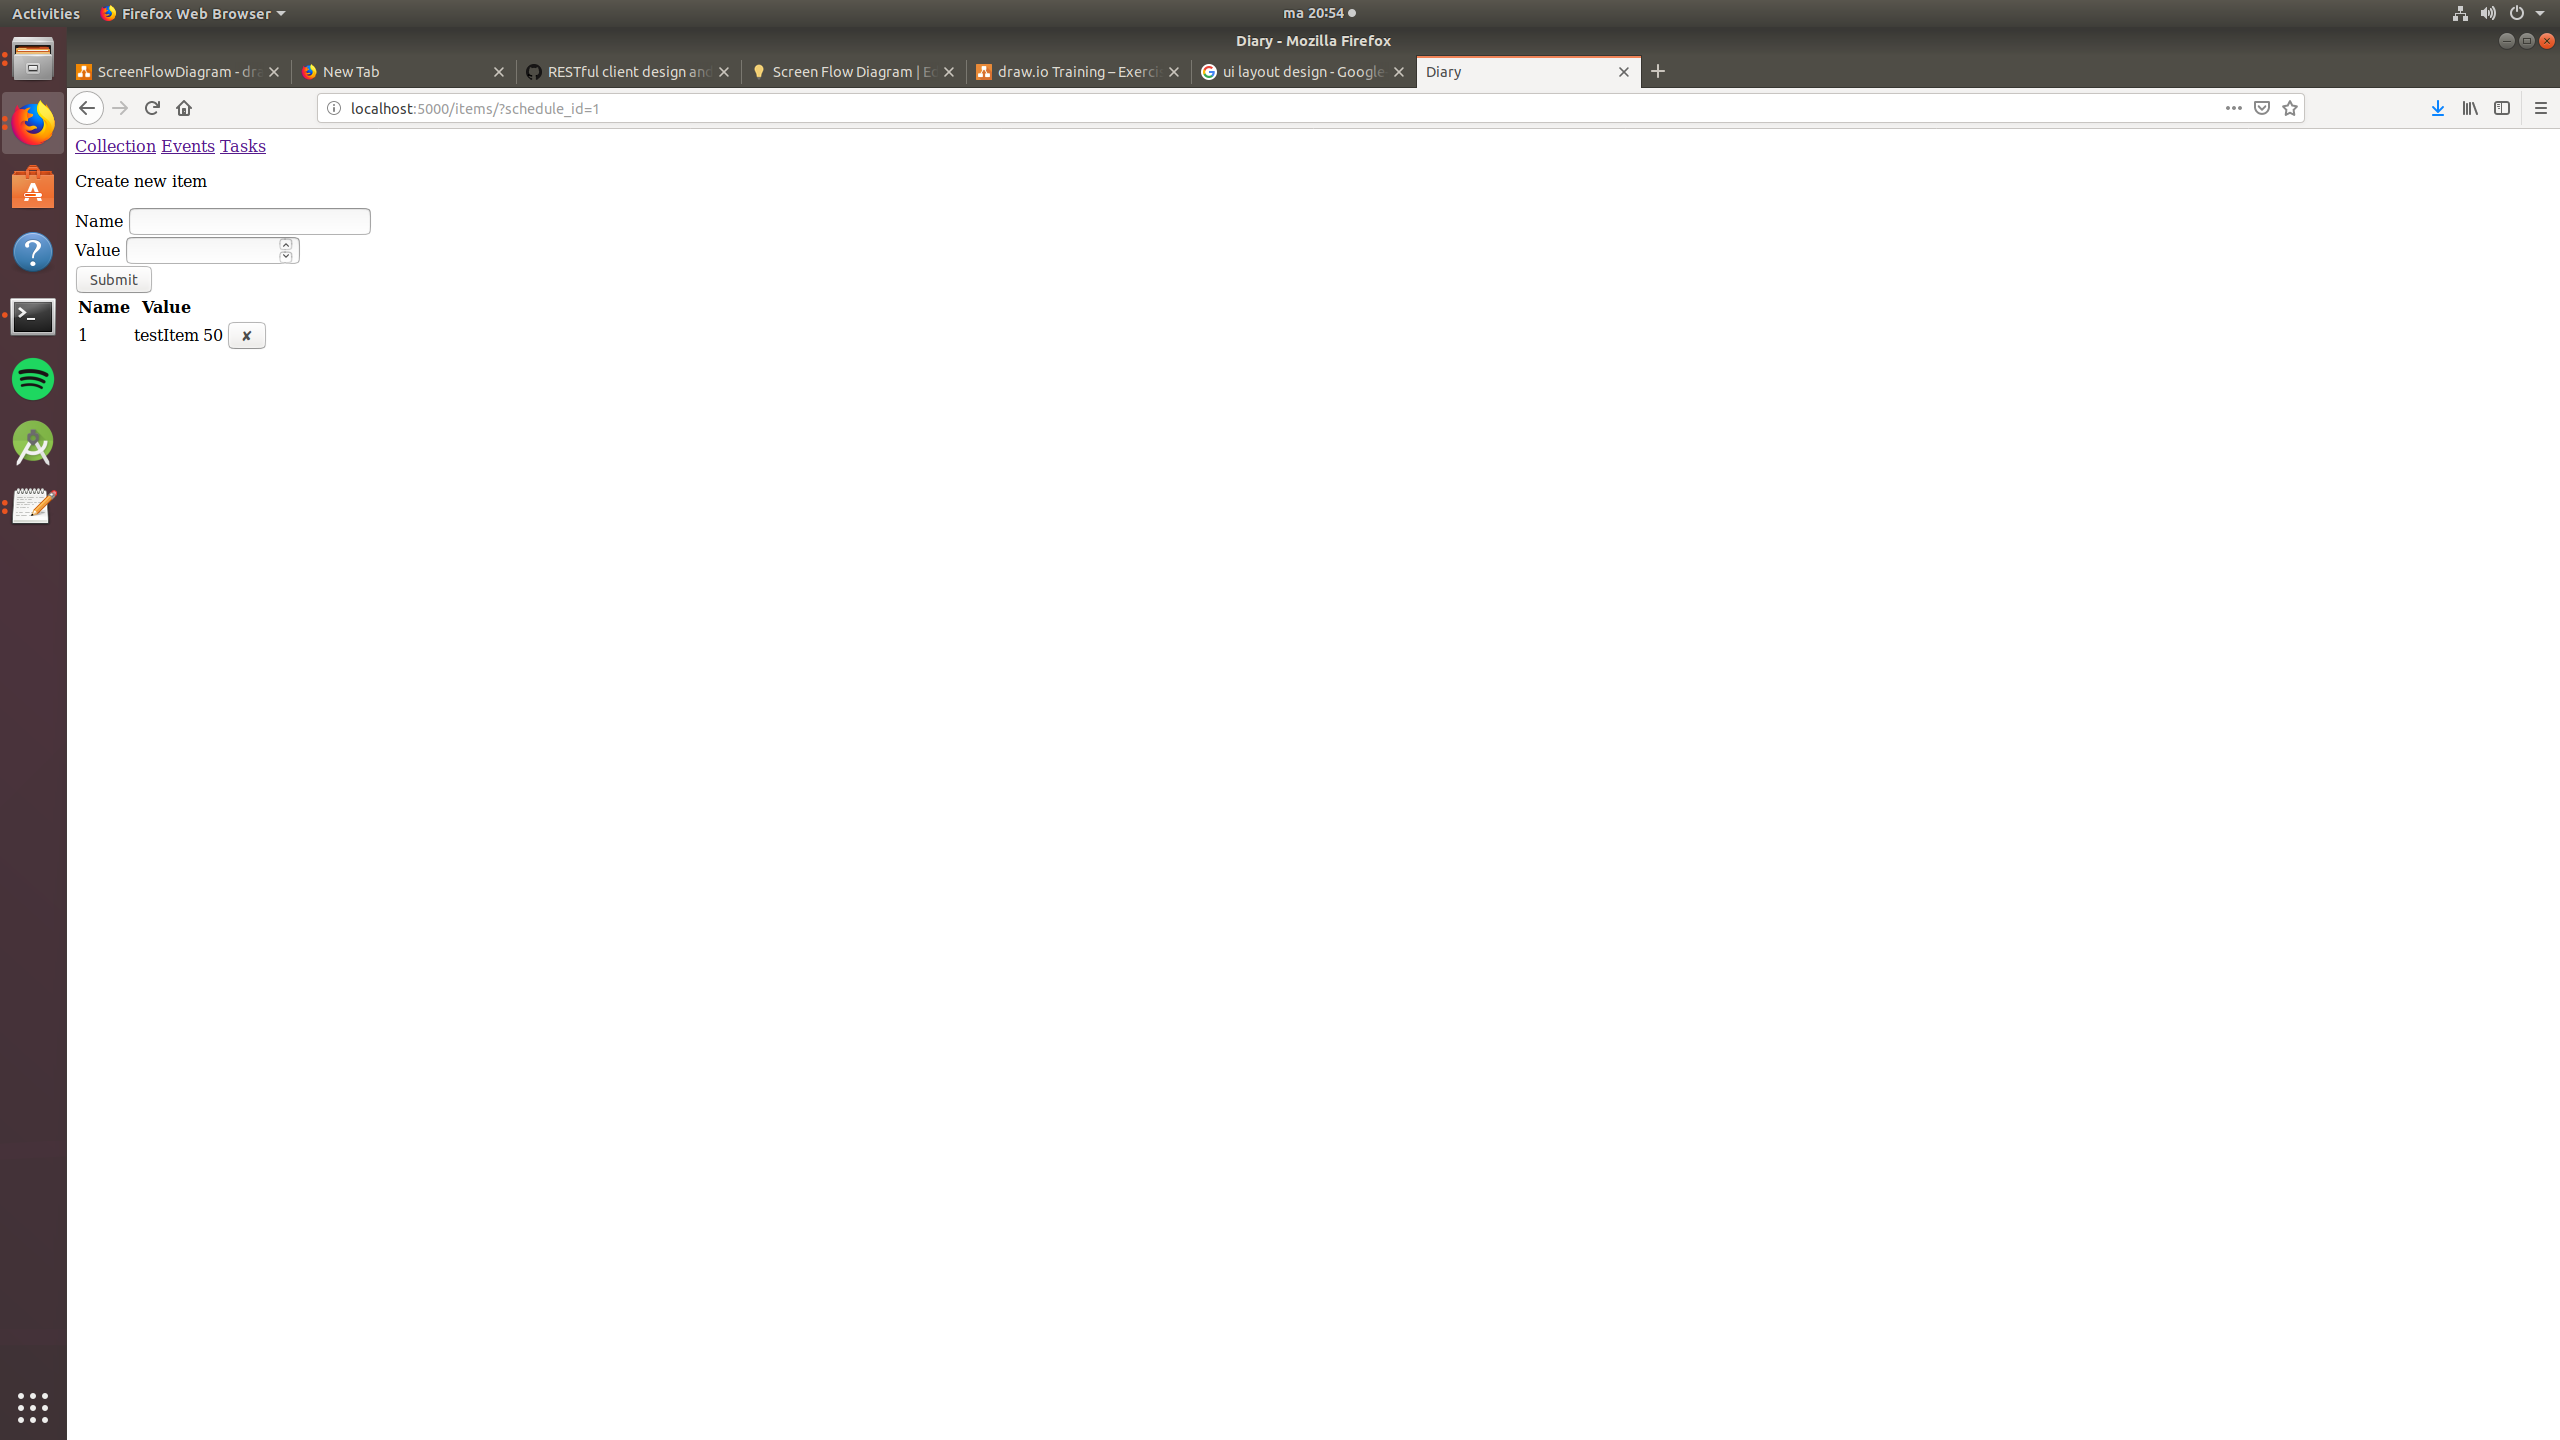 Activities Firefox Web Browser ma 20:54
Diary - Mozilla Firefox
ScreenFlowDiagram - dra New Tab RESTful client design and Screen Flow Diagram | Ed draw.io Training – Exerci ui layout design - Google Diary
localhost:5000/items/?schedule_id=1
Collection Events Tasks
Create new item
Name
Value
Submit
Name Value
1 testItem 50 ✘